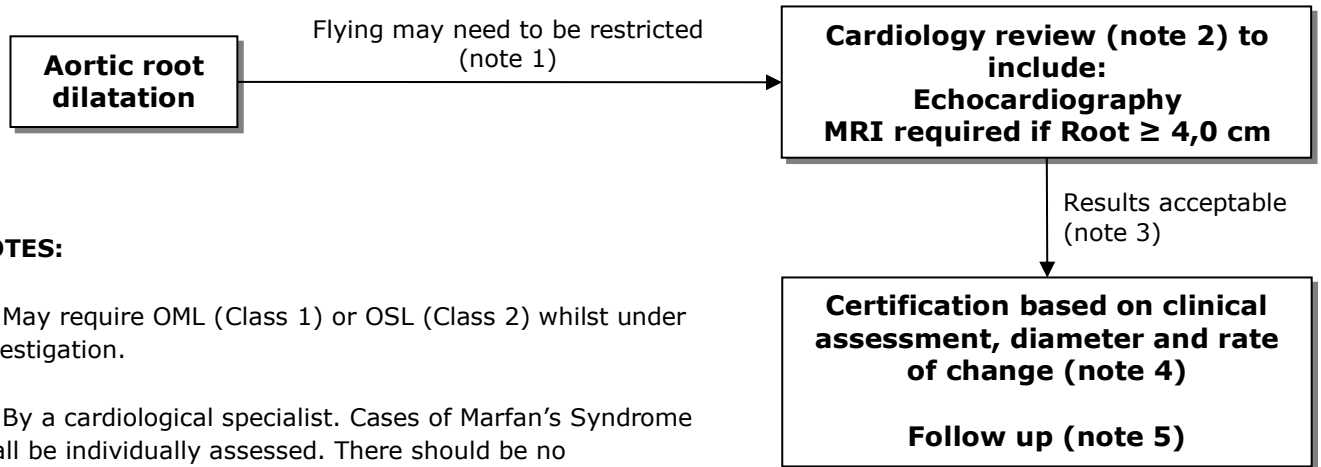 Aortic root
dilatation
Flying may need to be restricted
(note 1)
Cardiology review (note 2) to
include:
Echocardiography
MRI required if Root ≥ 4,0 cm
Results acceptable
(note 3)
Certification based on clinical
assessment, diameter and rate
of change (note 4)
Follow up (note 5)
OTES:
May require OML (Class 1) or OSL (Class 2) whilst under
estigation.
By a cardiological specialist. Cases of Marfan’s Syndrome
all be individually assessed. There should be no